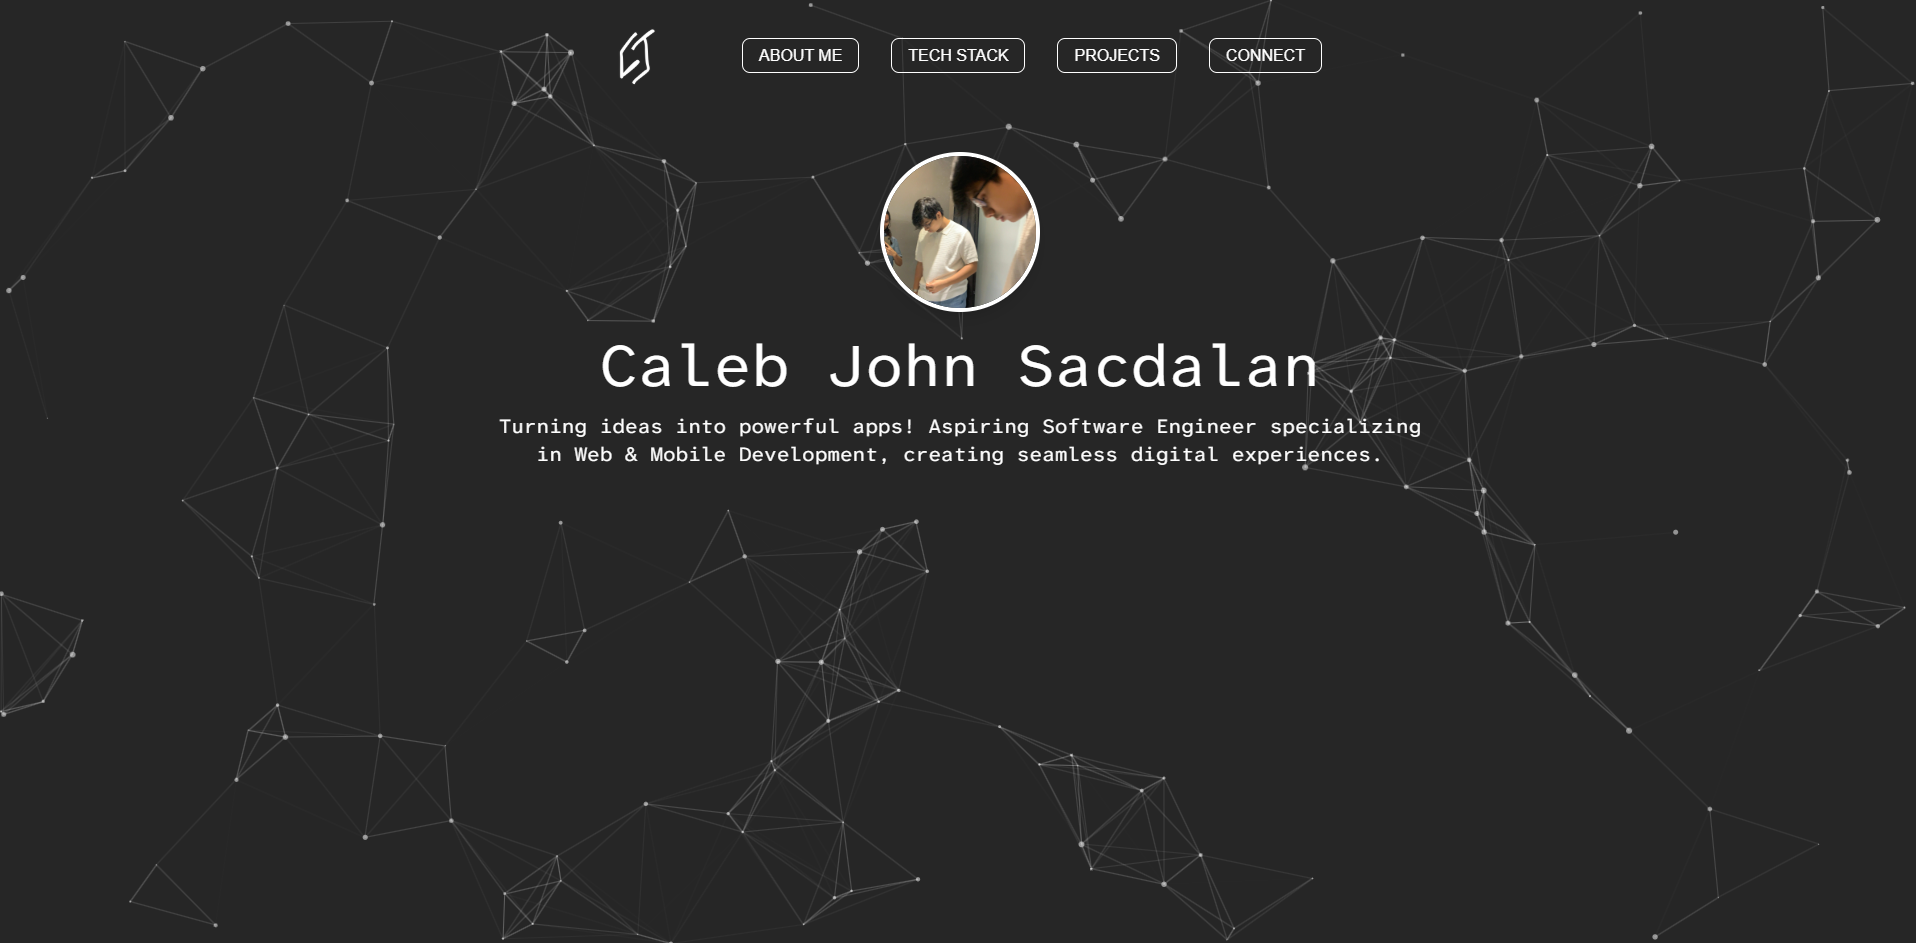 ABOUT ME
TECH STACK
PROJECTS
CONNECT
Caleb John Sacdalan
Turning ideas into powerful apps! Aspiring Software Engineer specializing
in Web & Mobile Development, creating seamless digital experiences.